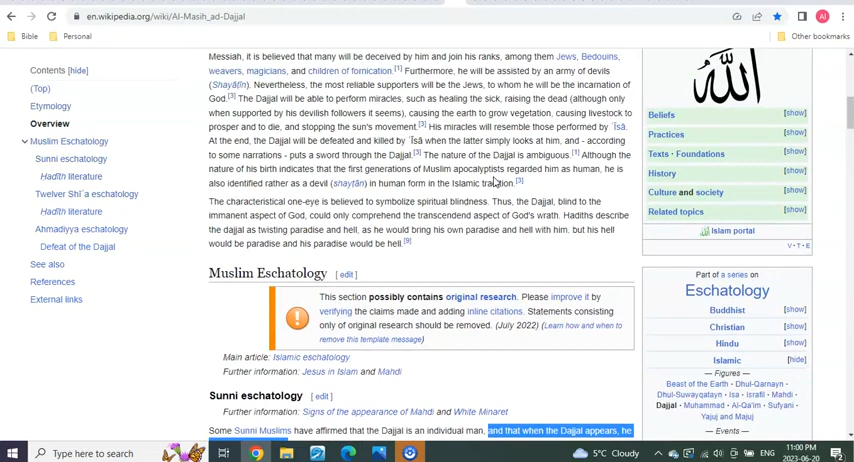 en.wikipedia.org/wiki/Al-Masih_ad-Dajjal
Al
Bible
Personal
Other bookmarks
Contents [hide]
(Top)
Etymology
Overview
Muslim Eschatology
Sunni eschatology
Hadith literature
Twelver Shīʿa eschatology
Hadith literature
Ahmadiyya eschatology
Defeat of the Dajjal
See also
References
External links
Messiah, it is believed that many will be deceived by him and join his ranks, among them Jews, Bedouins,
weavers, magicians, and children of fornication.[1] Furthermore, he will be assisted by an army of devils
(Shayāṭīn). Nevertheless, the most reliable supporters will be the Jews, to whom he will be the incarnation of
God.[3] The Dajjal will be able to perform miracles, such as healing the sick, raising the dead (although only
when supported by his devilish followers it seems), causing the earth to grow vegetation, causing livestock to
prosper and to die, and stopping the sun's movement.[3] His miracles will resemble those performed by ʿĪsā.
At the end, the Dajjal will be defeated and killed by ʿĪsā when the latter simply looks at him, and - according
to some narrations - puts a sword through the Dajjal.[3] The nature of the Dajjal is ambiguous.[1] Although the
nature of his birth indicates that the first generations of Muslim apocalyptists regarded him as human, he is
also identified rather as a devil (shayṭān) in human form in the Islamic tradition.[3]
The characteristical one-eye is believed to symbolize spiritual blindness. Thus, the Dajjal, blind to the
immanent aspect of God, could only comprehend the transcendend aspect of God's wrath. Hadiths describe
the dajjal as twisting paradise and hell, as he would bring his own paradise and hell with him. but his hell
would be paradise and his paradise would be hell.[9]
Muslim Eschatology [ edit ]
This section possibly contains original research. Please improve it by
verifying the claims made and adding inline citations. Statements consisting
only of original research should be removed. (July 2022) (Learn how and when to
remove this template message)
Main article: Islamic eschatology
Further information: Jesus in Islam and Mahdi
Sunni eschatology [ edit ]
Further information: Signs of the appearance of Mahdi and White Minaret
Some Sunni Muslims have affirmed that the Dajjal is an individual man, and that when the Dajjal appears, he
الله
Beliefs [show]
Practices [show]
Texts · Foundations [show]
History [show]
Culture and society [show]
Related topics [show]
Islam portal
V · T · E
Part of a series on
Eschatology
Buddhist [show]
Christian [show]
Hindu [show]
Islamic [hide]
— Figures —
Beast of the Earth · Dhul-Qarnayn ·
Dhul-Suwayqatayn · Isa · Israfil · Mahdi ·
Dajjal · Muhammad · Al-Qa'im · Sufyani ·
Yajuj and Majuj
— Events —
Type here to search
5°C Cloudy
ENG
11:00 PM
2023-06-20
2